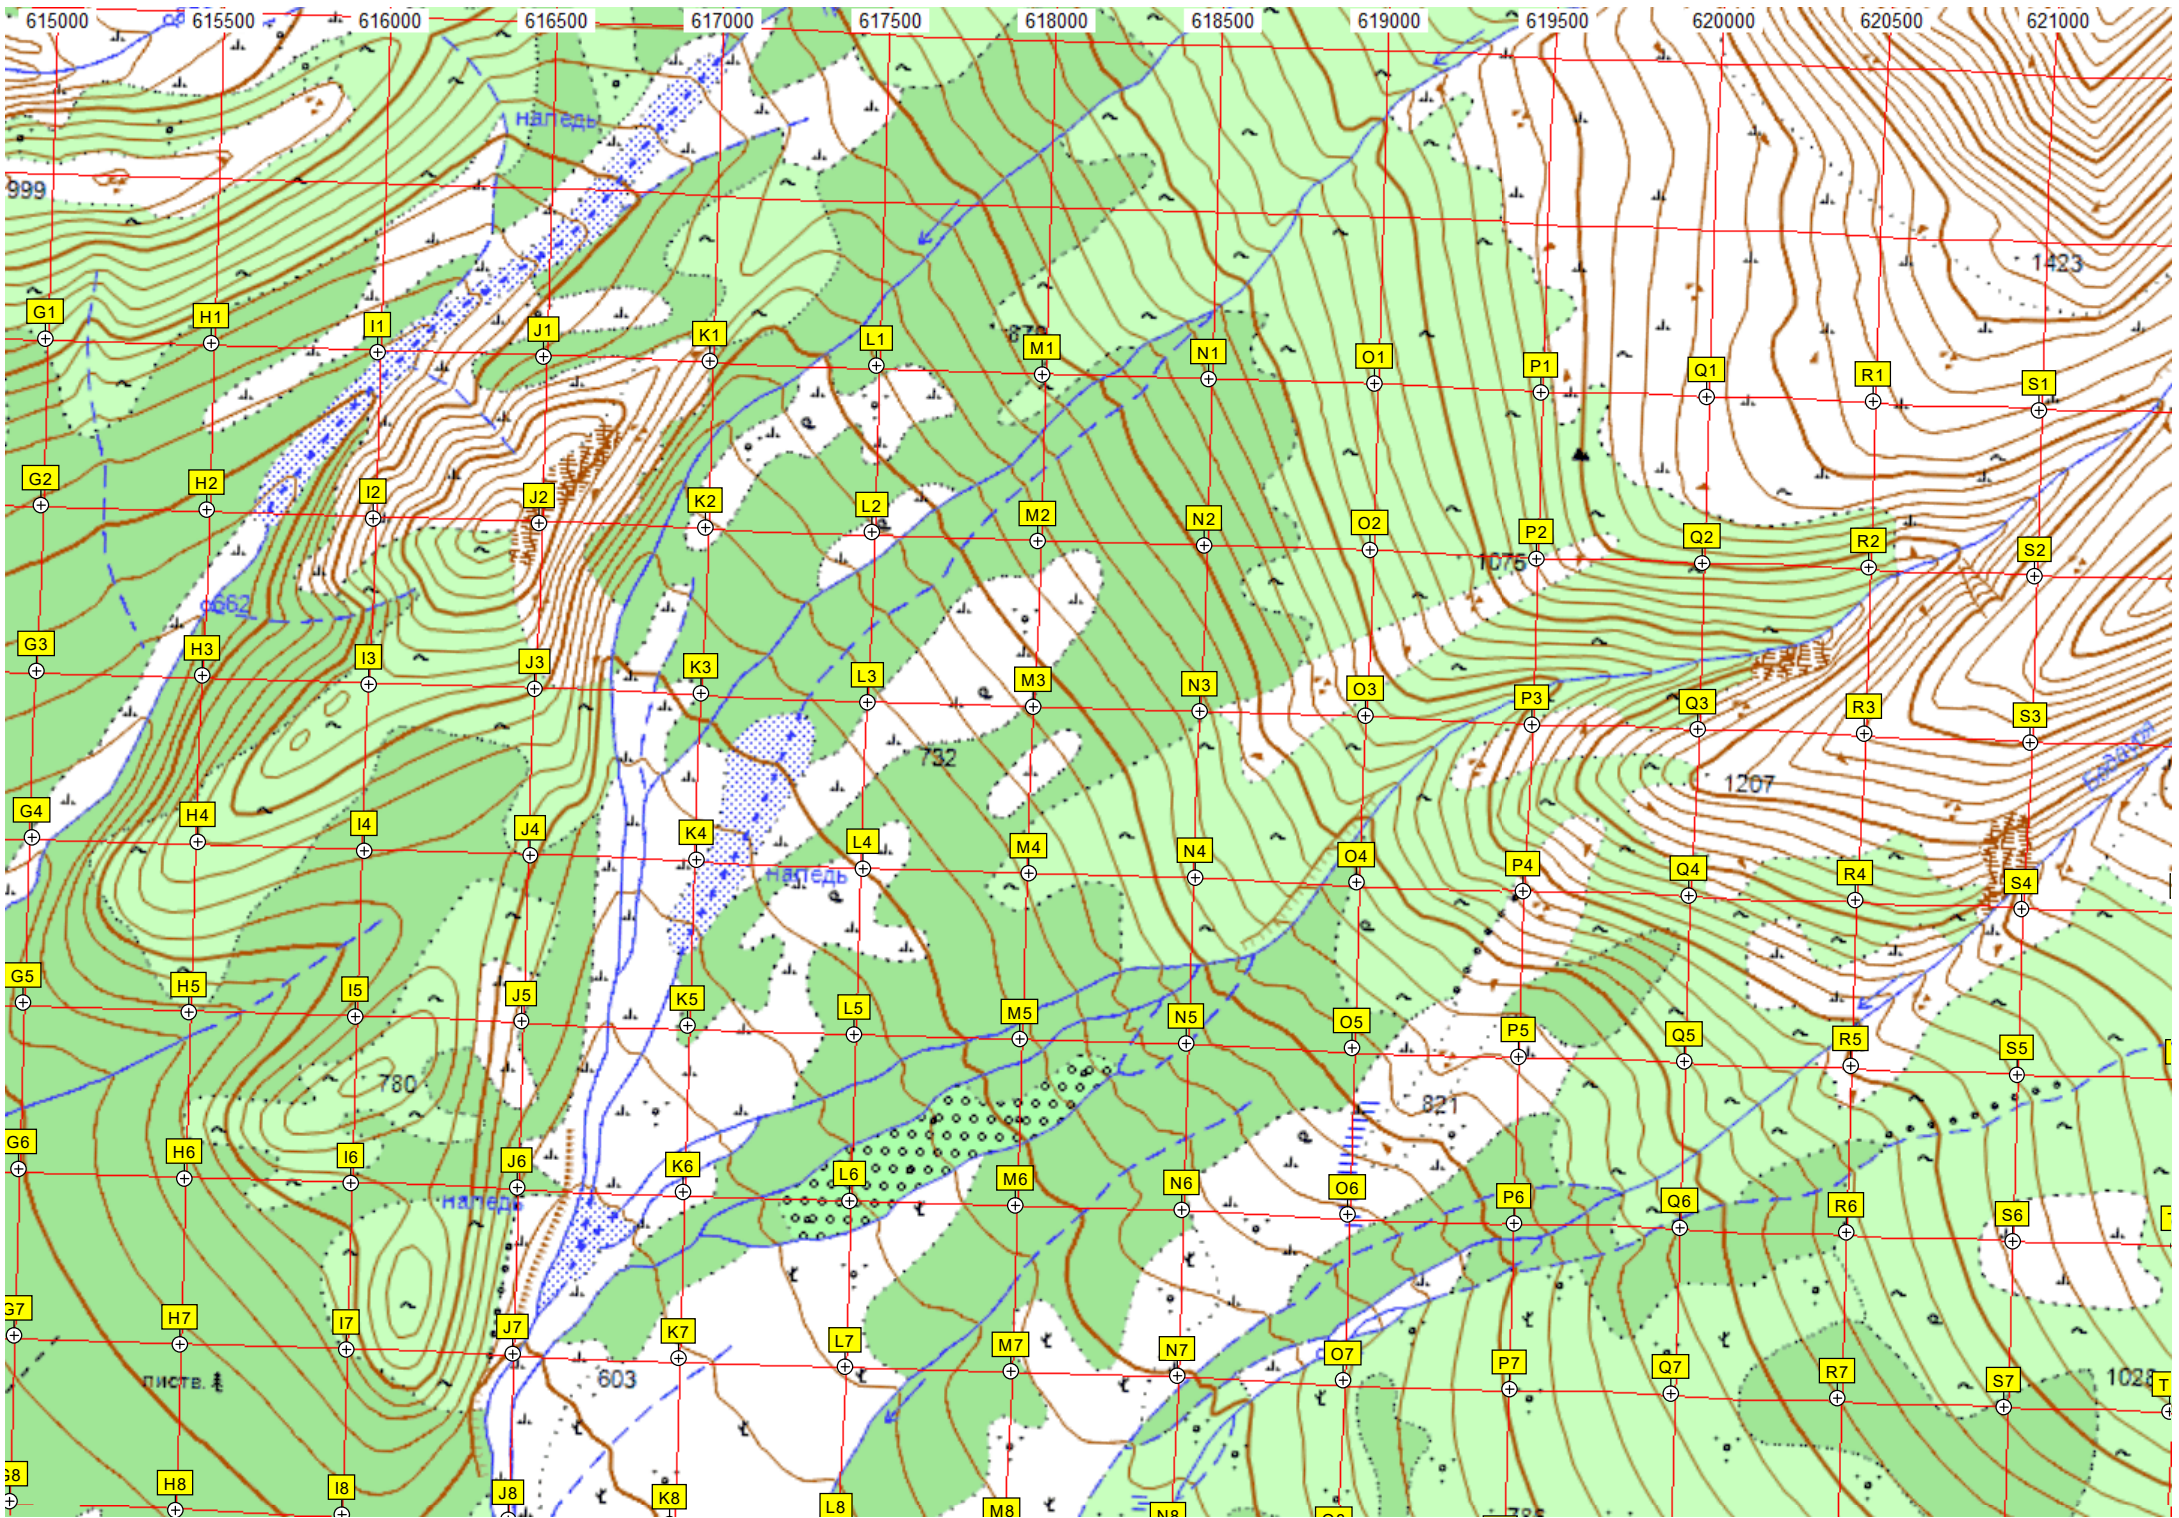 615000 615500 616000 616500 617000 617500 618000 618500 619000 619500 620000 620500 621000
наледь
999
1423
G1 H1 I1 J1 K1 L1 M1 N1 O1 P1 Q1 R1 S1
G2 H2 I2 J2 K2 L2 M2 N2 O2 P2 Q2 R2 S2
1075
662
G3 H3 I3 J3 K3 L3 M3 N3 O3 P3 Q3 R3 S3
732
1207
G4 H4 I4 J4 K4 L4 M4 N4 O4 P4 Q4 R4 S4
наледь
G5 H5 I5 J5 K5 L5 M5 N5 O5 P5 Q5 R5 S5
780
821
G6 H6 I6 J6 K6 L6 M6 N6 O6 P6 Q6 R6 S6
наледь
G7 H7 I7 J7 K7 L7 M7 N7 O7 P7 Q7 R7 S7
листв.
603
1028
H8 I8 J8 K8 L8 M8 N8